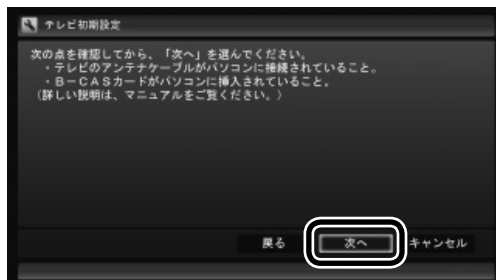 テレビ初期設定
次の点を確認してから、「次へ」を選んでください。
・テレビのアンテナケーブルがパソコンに接続されていること。
・B-CASカードがパソコンに挿入されていること。
(詳しい説明は、マニュアルをご覧ください。)
戻る 次へ キャンセル